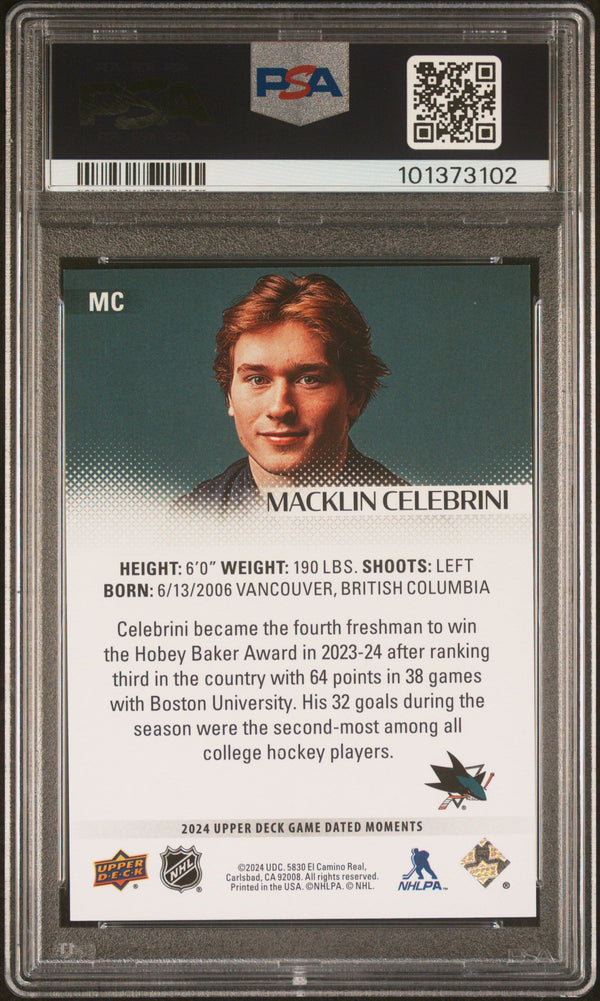 PSA
101373102
MC
MACKLIN CELEBRINI
HEIGHT: 6'0" WEIGHT: 190 LBS. SHOOTS: LEFT
BORN: 6/13/2006 VANCOUVER, BRITISH COLUMBIA
Celebrini became the fourth freshman to win
the Hobey Baker Award in 2023-24 after ranking
third in the country with 64 points in 38 games
with Boston University. His 32 goals during the
season were the second-most among all
college hockey players.
2024 UPPER DECK GAME DATED MOMENTS
UPPER DECK
NHL
©2024 UDC. 5830 El Camino Real,
Carlsbad, CA 92008. All rights reserved.
Printed in the USA. ©NHLPA. © NHL.
NHLPA